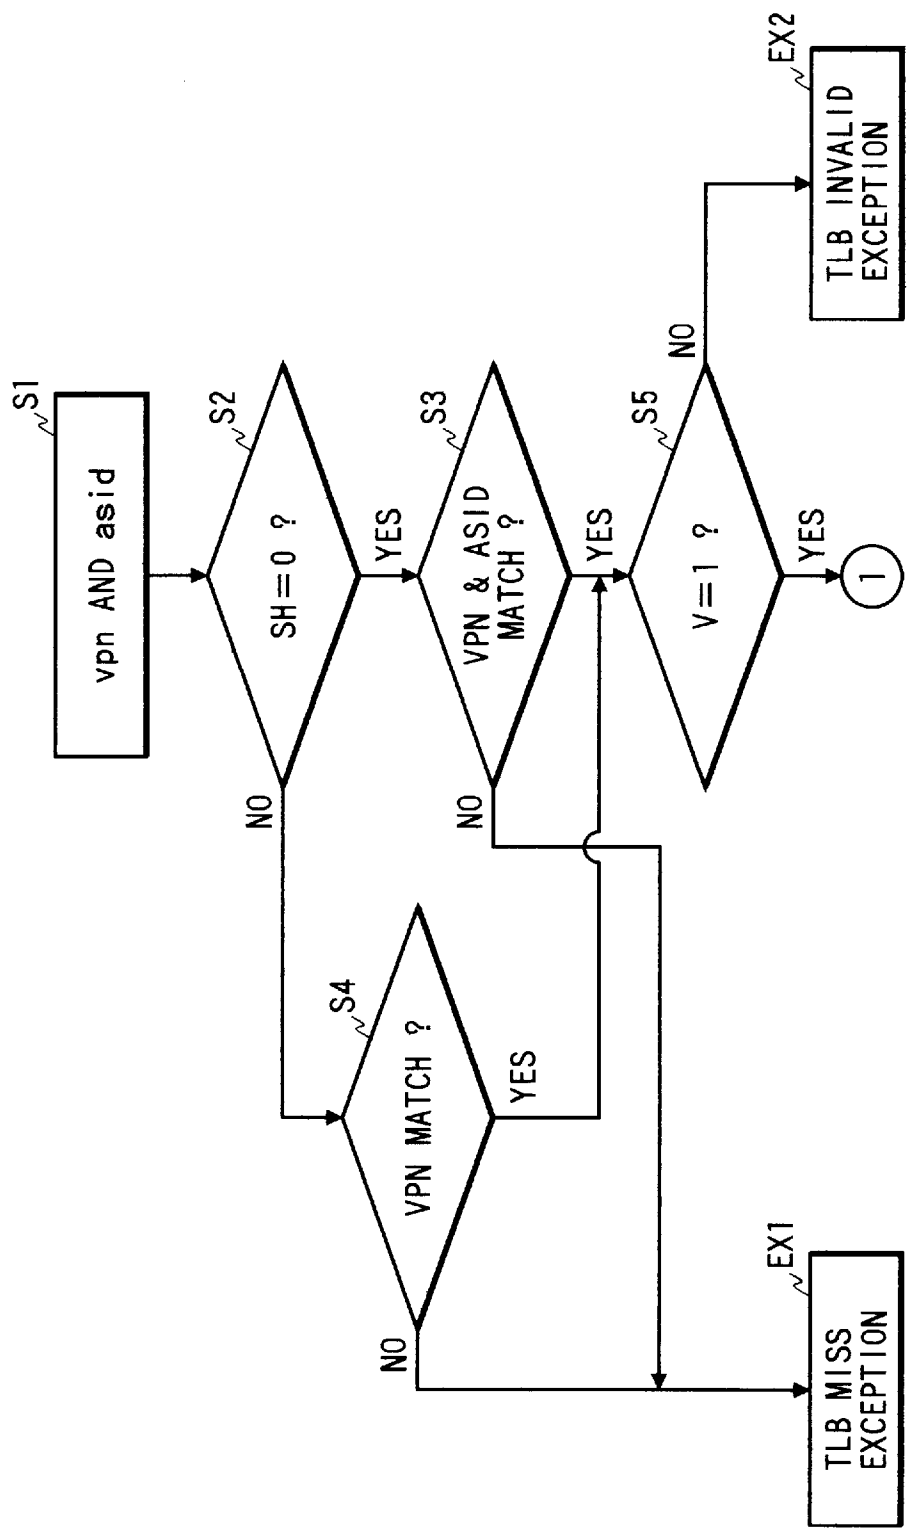 S1
vpn AND asid
S2
SH=0 ?
NO
YES
S3
VPN & ASID
MATCH ?
NO
YES
S4
VPN MATCH ?
NO
YES
S5
V=1 ?
NO
YES
1
EX1
TLB MISS
EXCEPTION
EX2
TLB INVALID
EXCEPTION